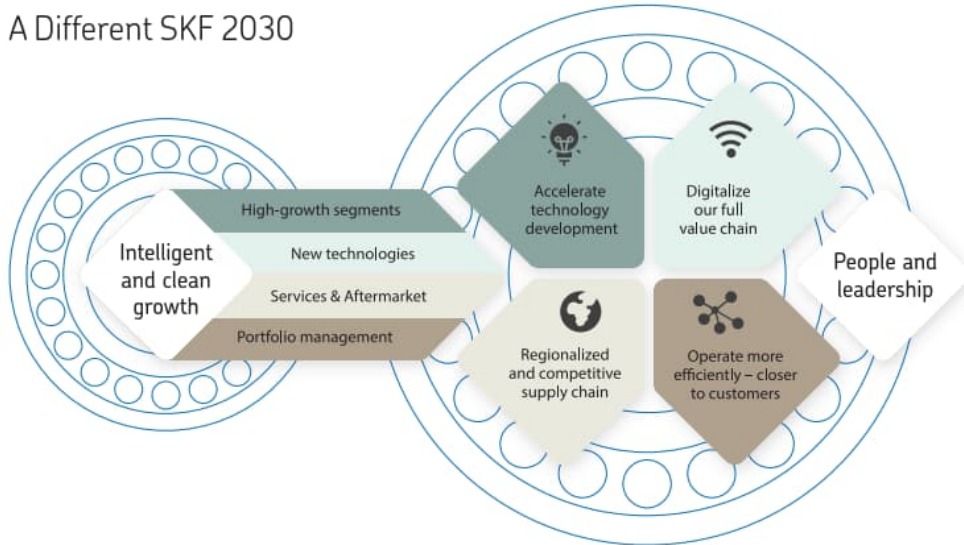 A Different SKF 2030
Intelligent
and clean
growth
High-growth segments
New technologies
Services & Aftermarket
Portfolio management
Accelerate
technology
development
Digitalize
our full
value chain
Regionalized
and competitive
supply chain
Operate more
efficiently – closer
to customers
People and
leadership